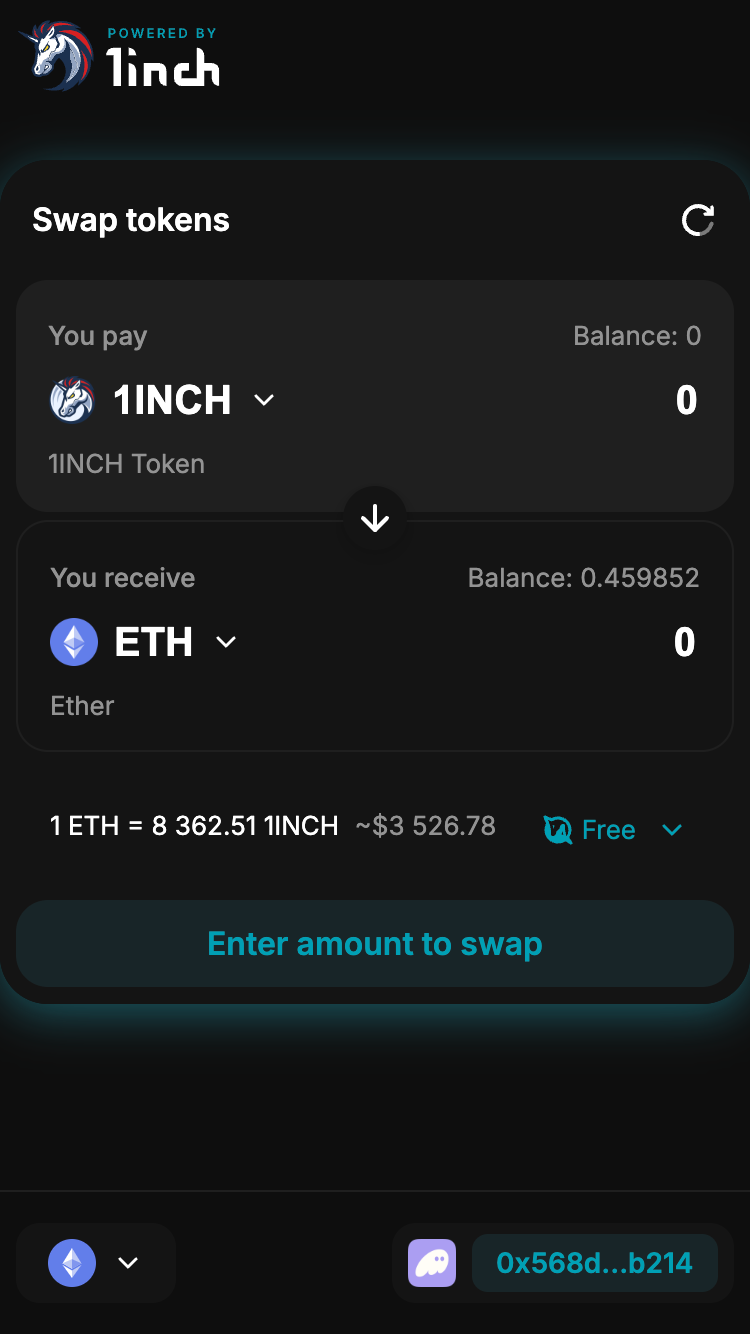 POWERED BY
1inch
Swap tokens
You pay
Balance: 0
1INCH
0
1INCH Token
You receive
Balance: 0.459852
ETH
0
Ether
1 ETH = 8 362.51 1INCH ~$3 526.78
Free
Enter amount to swap
0x568d...b214